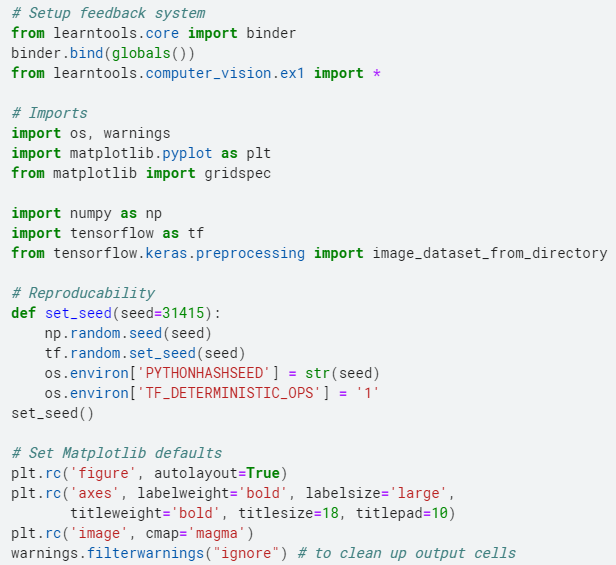 # Setup feedback system
from learntools.core import binder
binder.bind(globals())
from learntools.computer_vision.ex1 import *

# Imports
import os, warnings
import matplotlib.pyplot as plt
from matplotlib import gridspec

import numpy as np
import tensorflow as tf
from tensorflow.keras.preprocessing import image_dataset_from_directory

# Reproducability
def set_seed(seed=31415):
    np.random.seed(seed)
    tf.random.set_seed(seed)
    os.environ['PYTHONHASHSEED'] = str(seed)
    os.environ['TF_DETERMINISTIC_OPS'] = '1'
set_seed()

# Set Matplotlib defaults
plt.rc('figure', autolayout=True)
plt.rc('axes', labelweight='bold', labelsize='large',
       titleweight='bold', titlesize=18, titlepad=10)
plt.rc('image', cmap='magma')
warnings.filterwarnings("ignore") # to clean up output cells